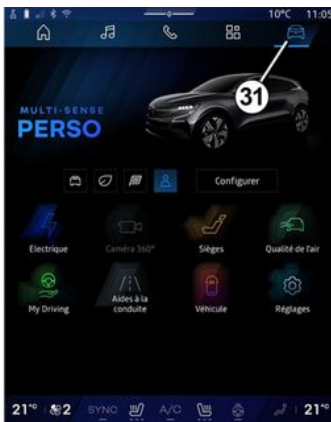 10°C 11:05
31
MULTI-SENSE
PERSO
Configurer
Electrique
Caméra 360°
Sièges
Qualité de l'air
My Driving
Aides à la
conduite
Véhicule
Réglages
21°C 2 SYNC A/C 21°C